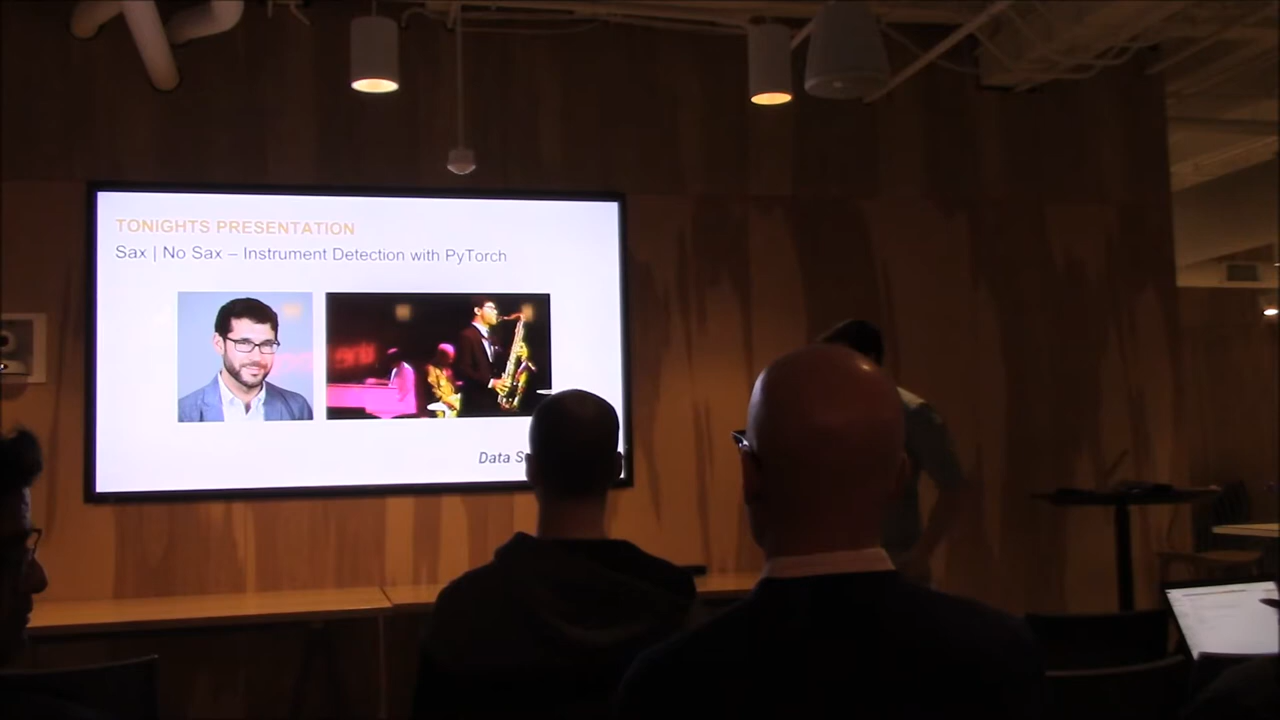 TONIGHTS PRESENTATION
Sax | No Sax – Instrument Detection with PyTorch
Data